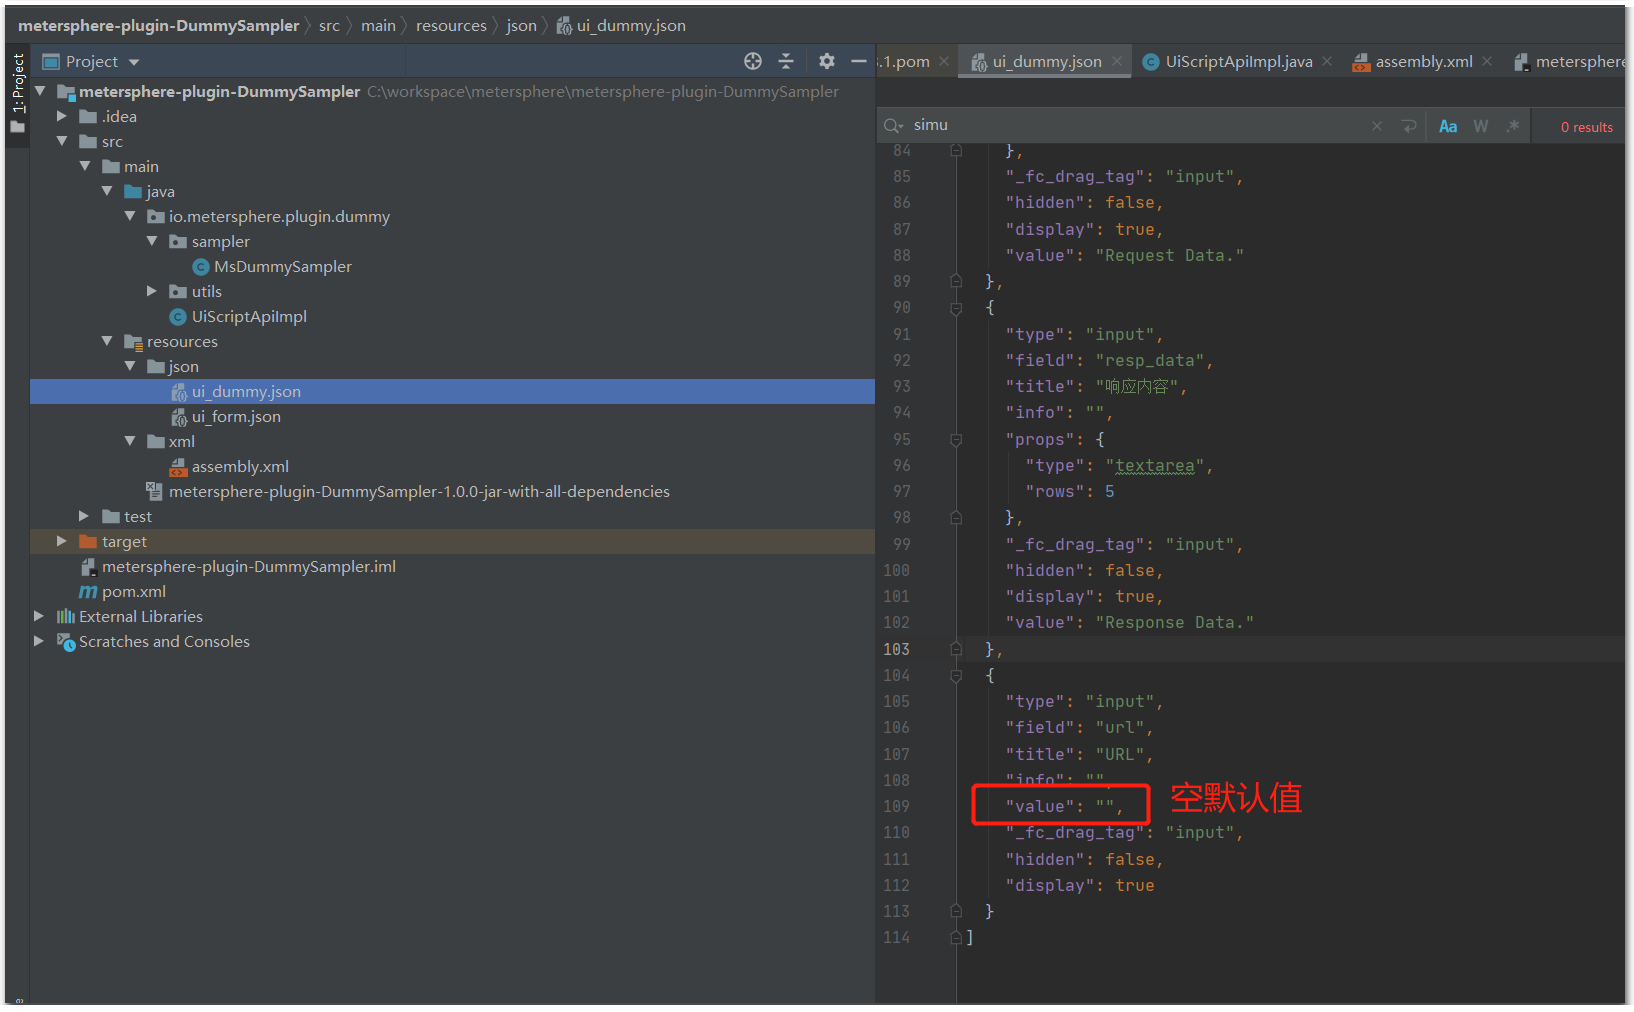 metersphere-plugin-DummySampler 〉 src 〉 main 〉 resources 〉 json 〉 ui_dummy.json
1: Project
Project
.1.pom
ui_dummy.json
UiScriptApiImpl.java
assembly.xml
metersphere
simu
Aa W .* 0 results
metersphere-plugin-DummySampler C:\workspace\metersphere\metersphere-plugin-DummySampler
.idea
src
main
java
io.metersphere.plugin.dummy
sampler
MsDummySampler
utils
UiScriptApiImpl
resources
json
ui_dummy.json
ui_form.json
xml
assembly.xml
metersphere-plugin-DummySampler-1.0.0-jar-with-all-dependencies
test
target
metersphere-plugin-DummySampler.iml
pom.xml
External Libraries
Scratches and Consoles
84 },
85 "_fc_drag_tag": "input",
86 "hidden": false,
87 "display": true,
88 "value": "Request Data."
89 },
90 {
91 "type": "input",
92 "field": "resp_data",
93 "title": "响应内容",
94 "info": "",
95 "props": {
96 "type": "textarea",
97 "rows": 5
98 },
99 "_fc_drag_tag": "input",
100 "hidden": false,
101 "display": true,
102 "value": "Response Data."
103 },
104 {
105 "type": "input",
106 "field": "url",
107 "title": "URL",
108 "info": "",
109 "value": "", 空默认值
110 "_fc_drag_tag": "input",
111 "hidden": false,
112 "display": true
113 }
114 ]